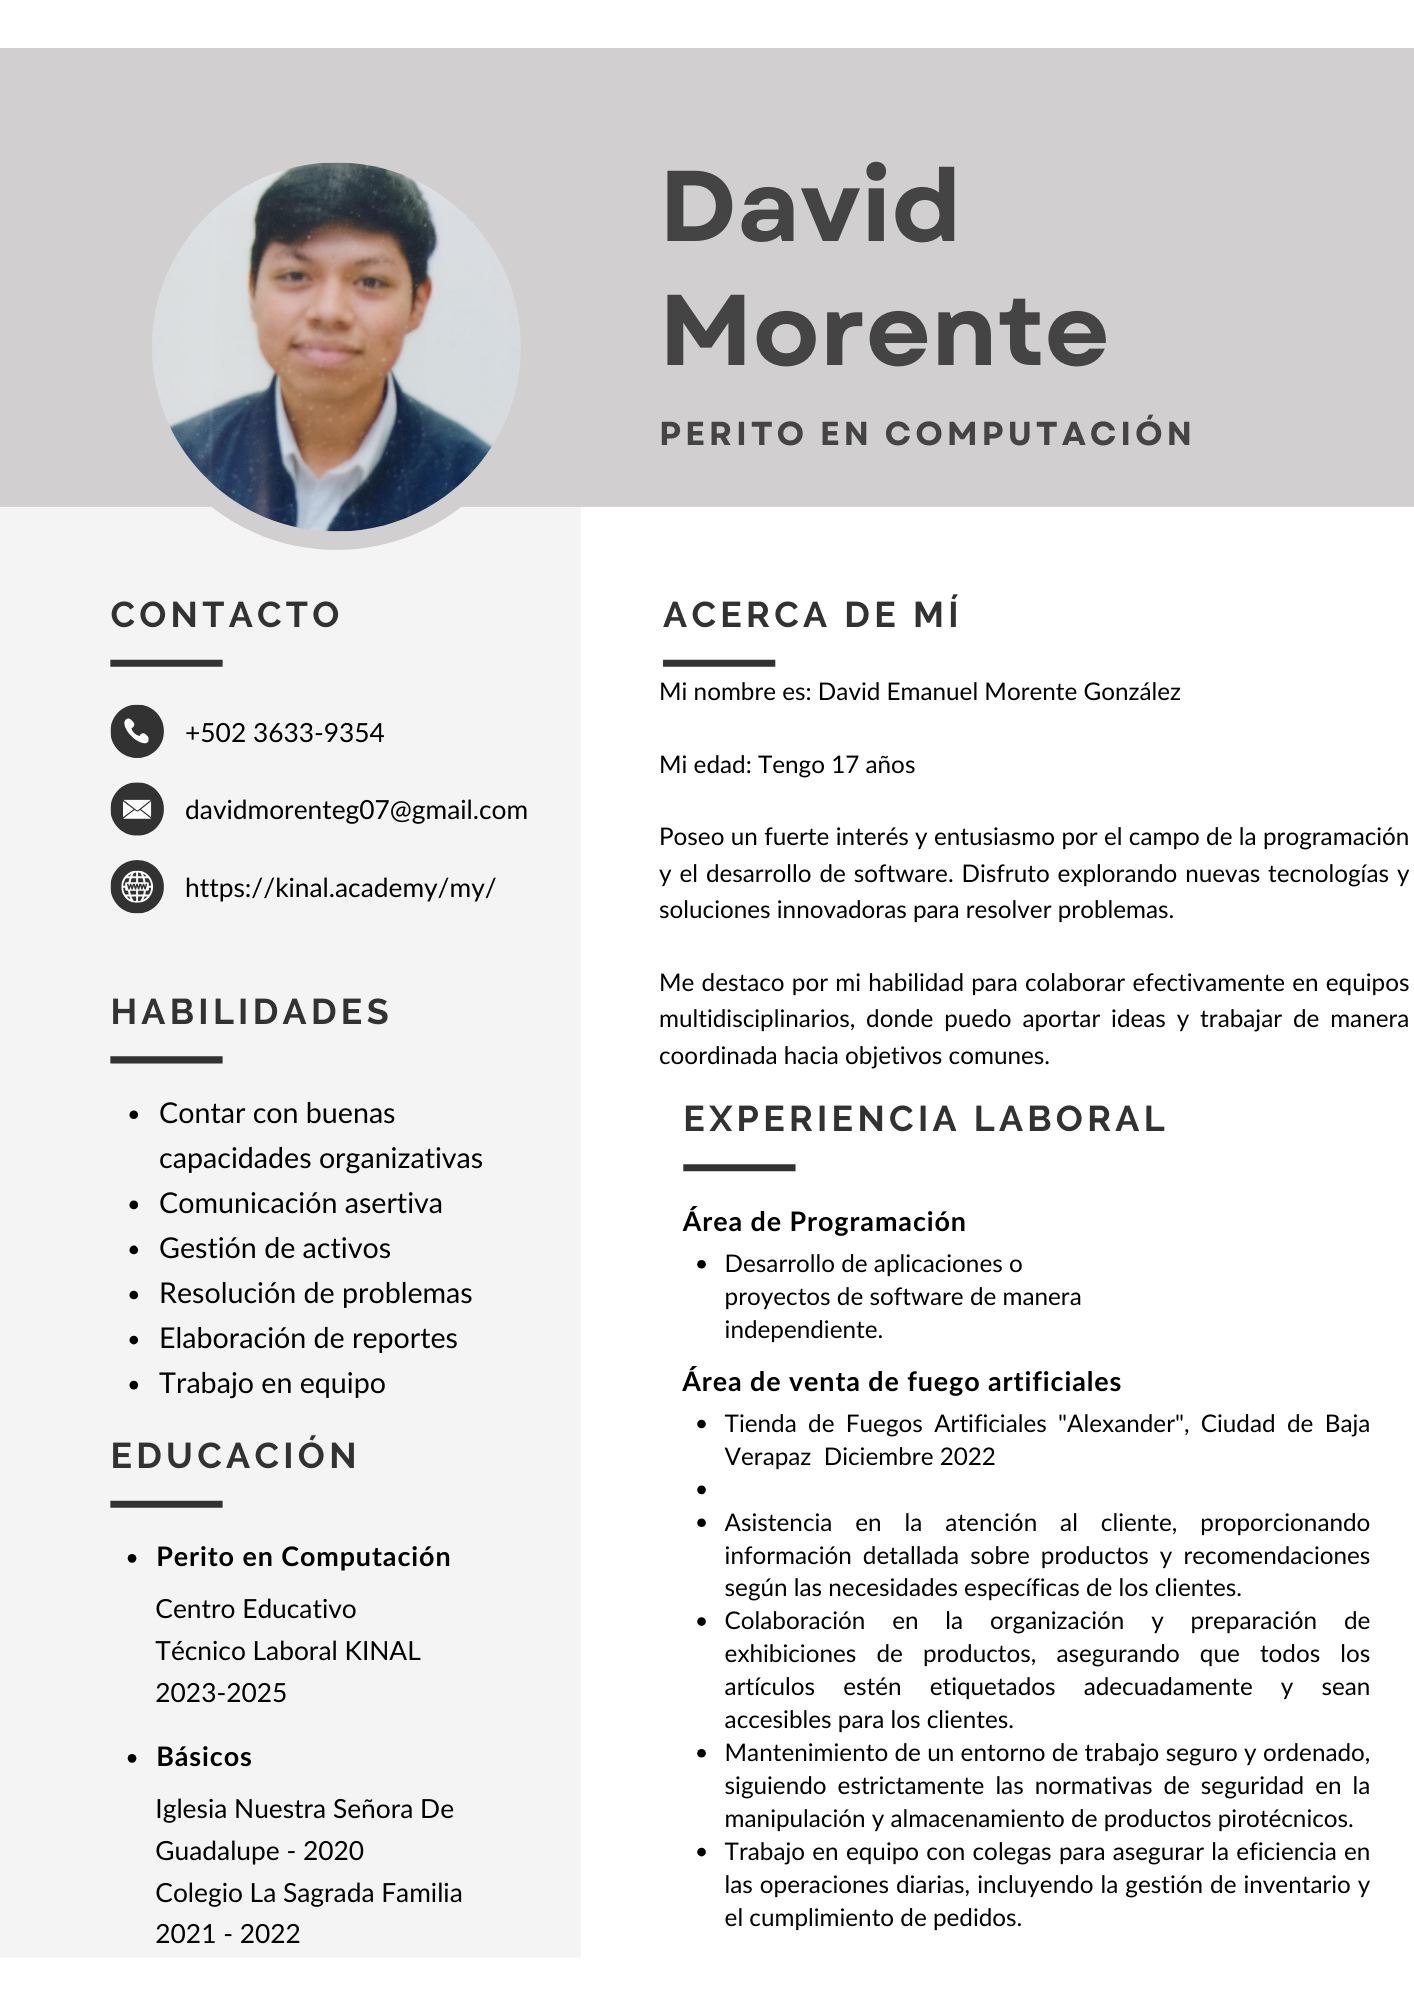 David
Morente
PERITO EN COMPUTACIÓN
CONTACTO
+502 3633-9354
davidmorenteg07@gmail.com
www
https://kinal.academy/my/
HABILIDADES
• Contar con buenas
capacidades organizativas
• Comunicación asertiva
• Gestión de activos
• Resolución de problemas
• Elaboración de reportes
• Trabajo en equipo
EDUCACIÓN
• Perito en Computación
Centro Educativo
Técnico Laboral KINAL
2023-2025
• Básicos
Iglesia Nuestra Señora De
Guadalupe - 2020
Colegio La Sagrada Familia
2021 - 2022
ACERCA DE MÍ
Mi nombre es: David Emanuel Morente González
Mi edad: Tengo 17 años
Poseo un fuerte interés y entusiasmo por el campo de la programación
y el desarrollo de software. Disfruto explorando nuevas tecnologías y
soluciones innovadoras para resolver problemas.
Me destaco por mi habilidad para colaborar efectivamente en equipos
multidisciplinarios, donde puedo aportar ideas y trabajar de manera
coordinada hacia objetivos comunes.
EXPERIENCIA LABORAL
Área de Programación
• Desarrollo de aplicaciones o
proyectos de software de manera
independiente.
Área de venta de fuego artificiales
• Tienda de Fuegos Artificiales "Alexander", Ciudad de Baja
Verapaz  Diciembre 2022
•
• Asistencia en la atención al cliente, proporcionando
información detallada sobre productos y recomendaciones
según las necesidades específicas de los clientes.
• Colaboración en la organización y preparación de
exhibiciones de productos, asegurando que todos los
artículos estén etiquetados adecuadamente y sean
accesibles para los clientes.
• Mantenimiento de un entorno de trabajo seguro y ordenado,
siguiendo estrictamente las normativas de seguridad en la
manipulación y almacenamiento de productos pirotécnicos.
• Trabajo en equipo con colegas para asegurar la eficiencia en
las operaciones diarias, incluyendo la gestión de inventario y
el cumplimiento de pedidos.